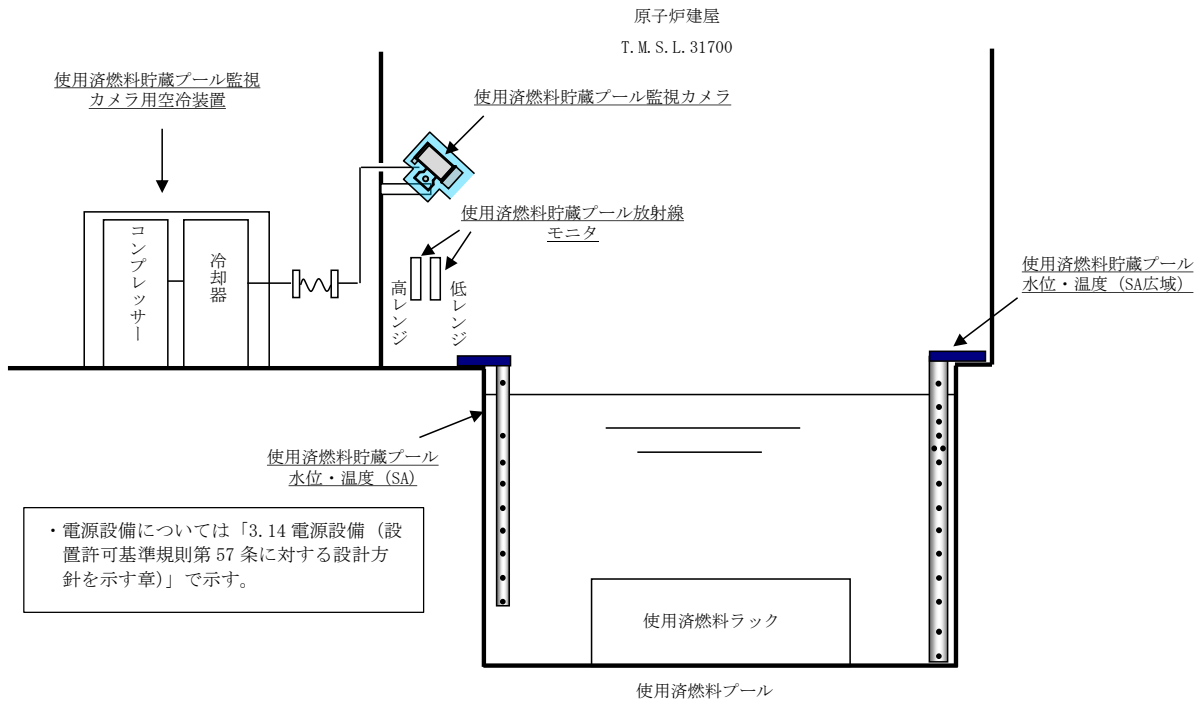 原子炉建屋
T.M.S.L.31700
使用済燃料貯蔵プール監視
カメラ用空冷装置
使用済燃料貯蔵プール監視カメラ
使用済燃料貯蔵プール放射線
モニタ
コンプレッサー
冷却器
高レンジ
低レンジ
使用済燃料貯蔵プール
水位・温度（SA広域）
使用済燃料貯蔵プール
水位・温度（SA）
・電源設備については「3.14 電源設備（設
置許可基準規則第 57 条に対する設計方
針を示す章）」で示す。
使用済燃料ラック
使用済燃料プール